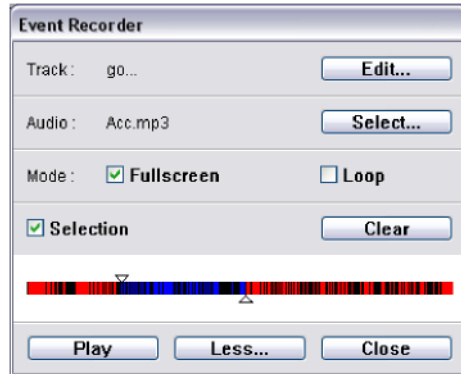 Event Recorder
Track : go... Edit...
Audio : Acc.mp3 Select...
Mode : Fullscreen Loop
Selection Clear
Play Less... Close